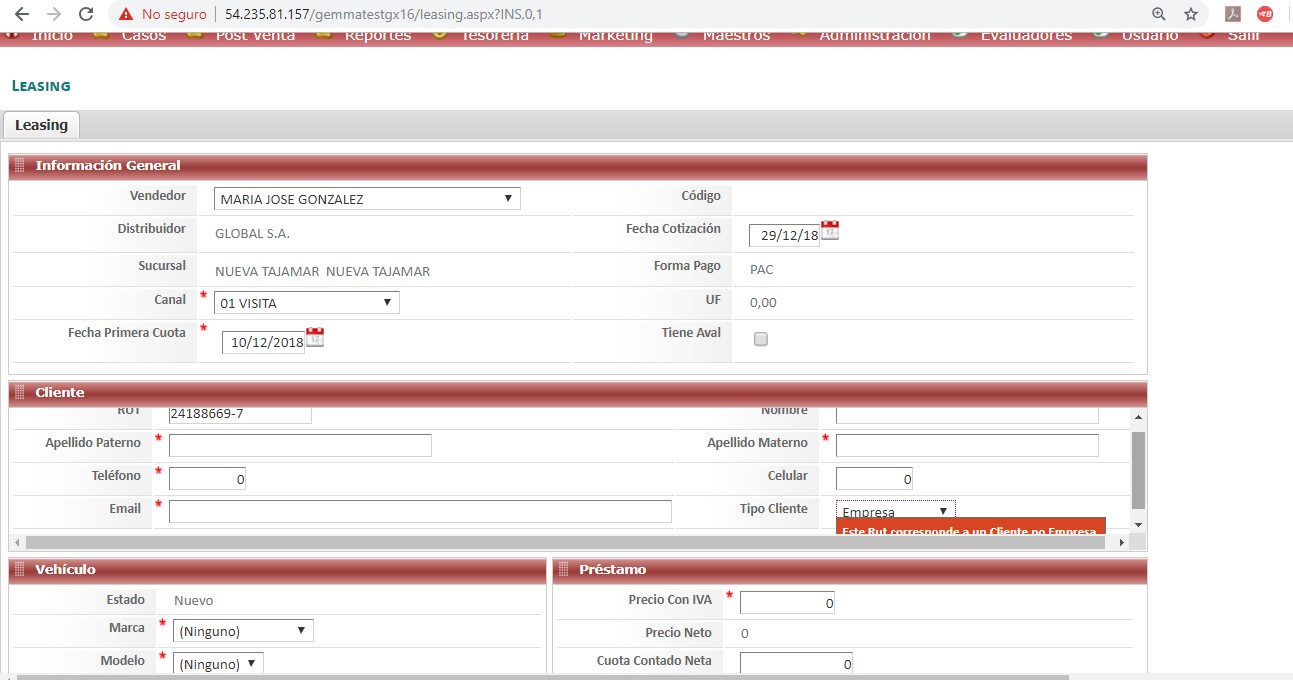 No seguro | 54.235.81.157/gemmatestgx16/leasing.aspx?INS,0,1
Inicio Casos Post Venta Reportes Tesorería Marketing Maestros Administración Evaluadores Usuario Salir
LEASING
Leasing
Información General
Vendedor MARIA JOSE GONZALEZ Código
Distribuidor GLOBAL S.A. Fecha Cotización 29/12/18
Sucursal NUEVA TAJAMAR NUEVA TAJAMAR Forma Pago PAC
Canal * 01 VISITA UF 0,00
Fecha Primera Cuota * 10/12/2018 Tiene Aval
Cliente
RUT 24188669-7 Nombre
Apellido Paterno * Apellido Materno *
Teléfono * 0 Celular 0
Email * Tipo Cliente Empresa
Este Rut corresponde a un Cliente no Empresa
Vehículo Préstamo
Estado Nuevo Precio Con IVA * 0
Marca * (Ninguno) Precio Neto 0
Modelo * (Ninguno) Cuota Contado Neta 0